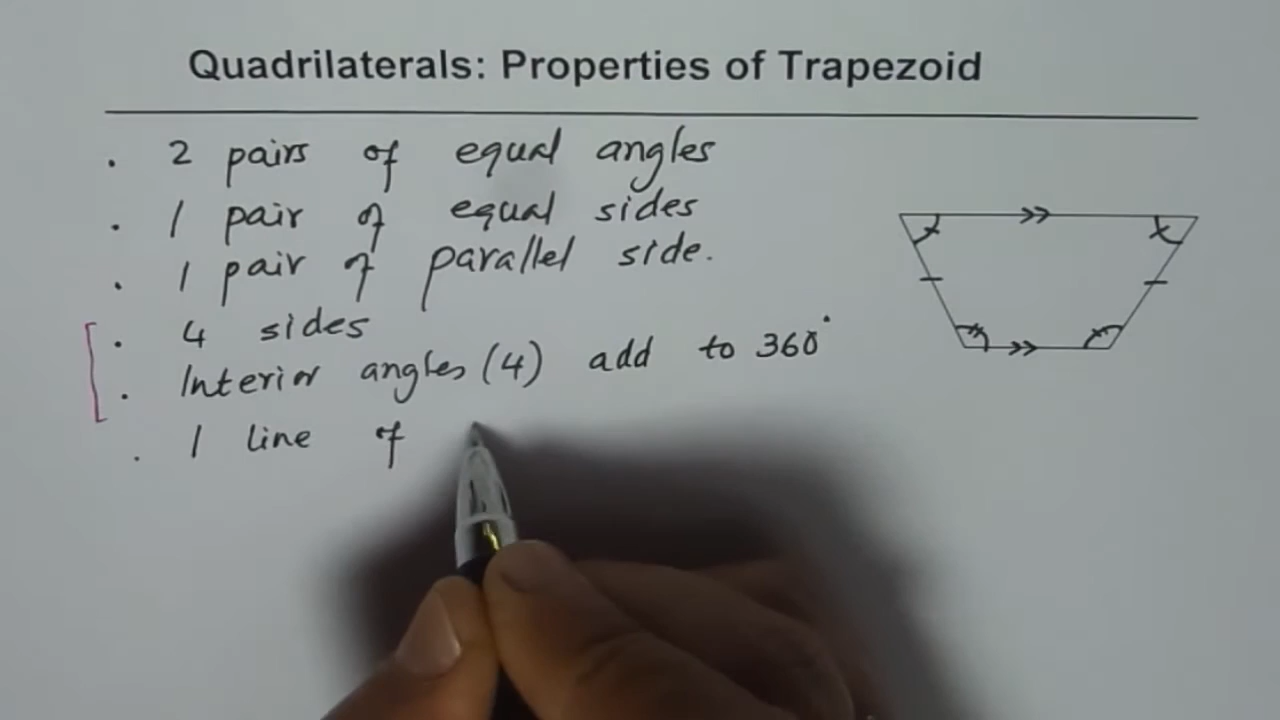 Quadrilaterals: Properties of Trapezoid
. 2 pairs of equal angles
. 1 pair of equal sides
. 1 pair of parallel side.
. 4 sides
. Interior angles (4) add to 360°
. 1 line of